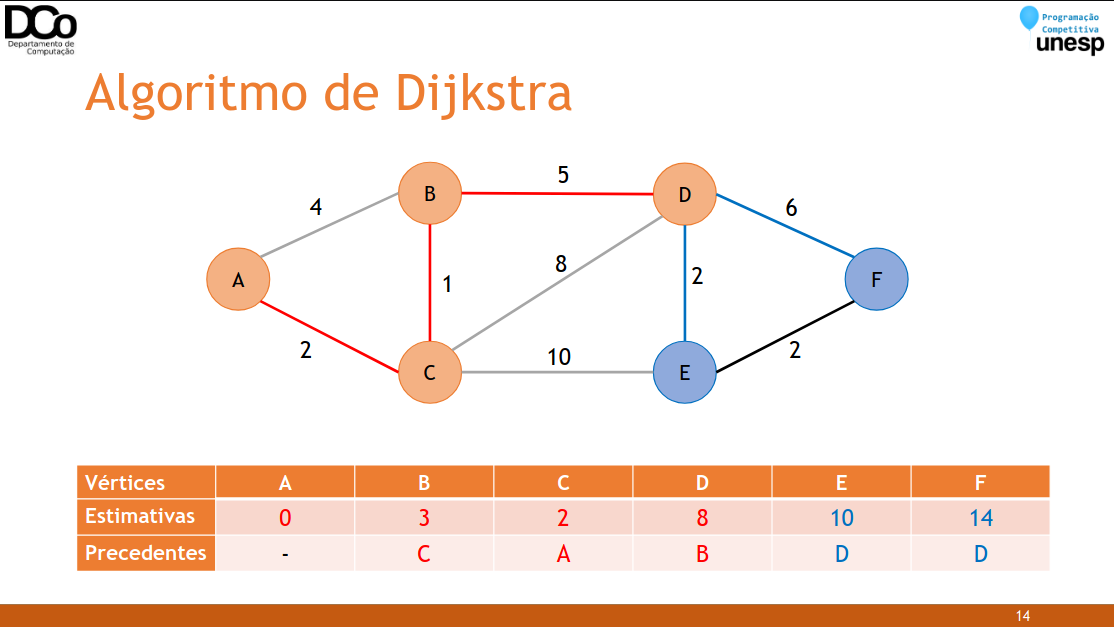 DCo
Departamento de
Computação
Programação
Competitiva
unesp
Algoritmo de Dijkstra
B
5
D
4
6
A
1
8
2
F
2
C
10
E
2
Vértices A B C D E F
Estimativas 0 3 2 8 10 14
Precedentes - C A B D D
14